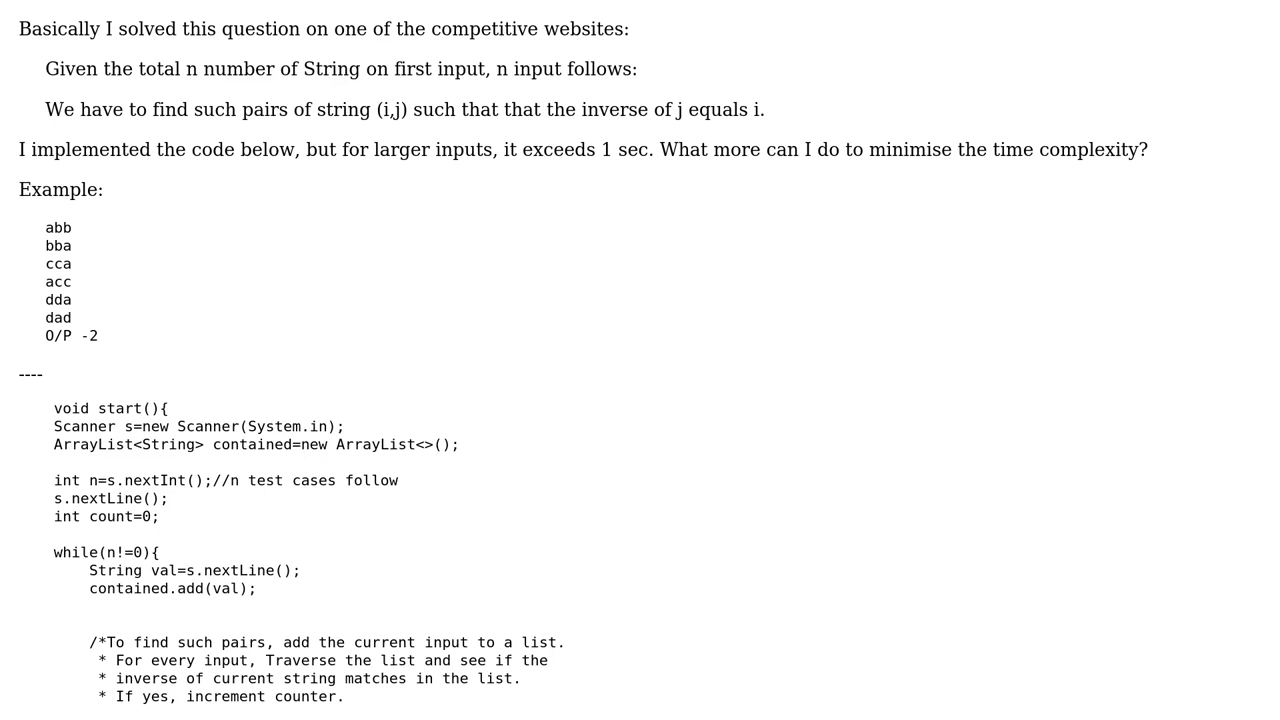 Basically I solved this question on one of the competitive websites:
Given the total n number of String on first input, n input follows:
We have to find such pairs of string (i,j) such that that the inverse of j equals i.
I implemented the code below, but for larger inputs, it exceeds 1 sec. What more can I do to minimise the time complexity?
Example:
abb
bba
cca
acc
dda
dad
O/P -2
----
void start(){
Scanner s=new Scanner(System.in);
ArrayList<String> contained=new ArrayList<>();
int n=s.nextInt();//n test cases follow
s.nextLine();
int count=0;
while(n!=0){
String val=s.nextLine();
contained.add(val);
/*To find such pairs, add the current input to a list.
* For every input, Traverse the list and see if the
* inverse of current string matches in the list.
* If yes, increment counter.